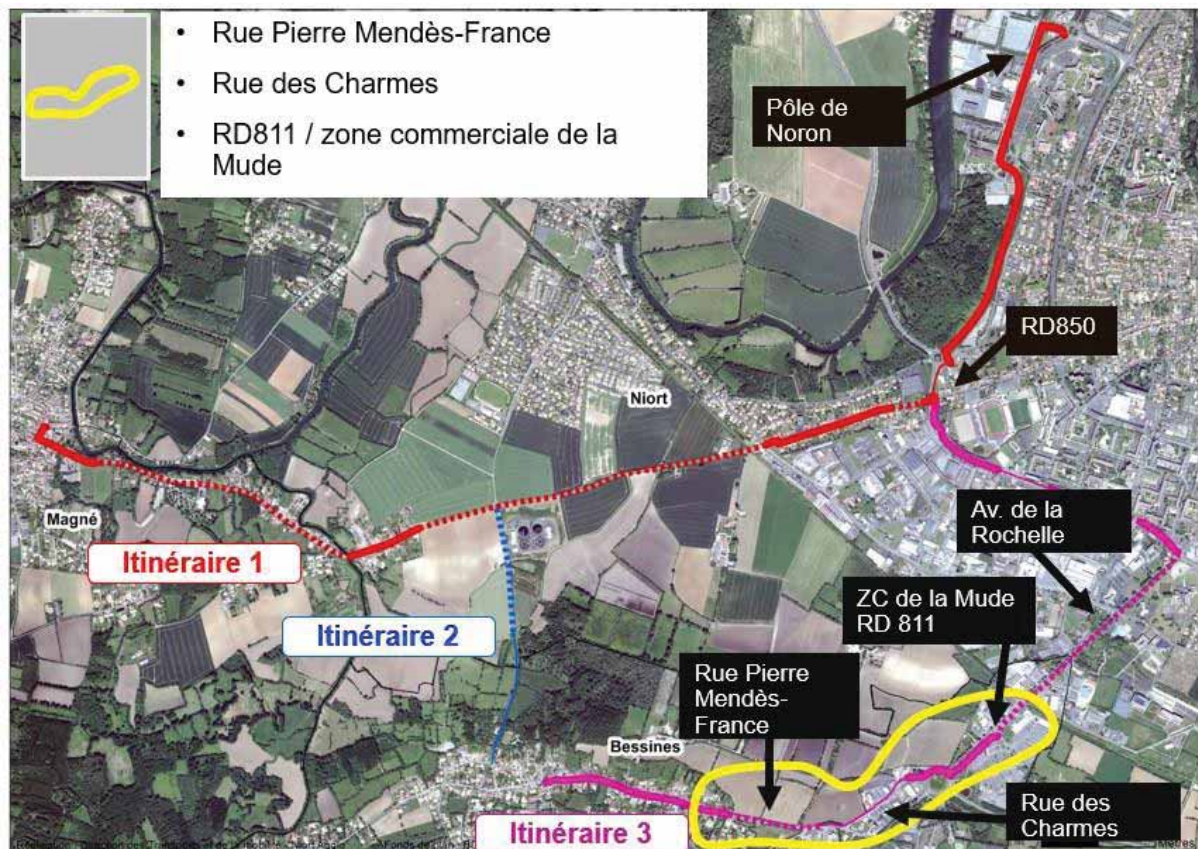 • Rue Pierre Mendès-France
• Rue des Charmes
• RD811 / zone commerciale de la
Mude
Pôle de
Noron
RD850
Niort
Magné
Itinéraire 1
Av. de la
Rochelle
ZC de la Mude
RD 811
Itinéraire 2
Rue Pierre
Mendès-
France
Bessines
Itinéraire 3
Rue des
Charmes